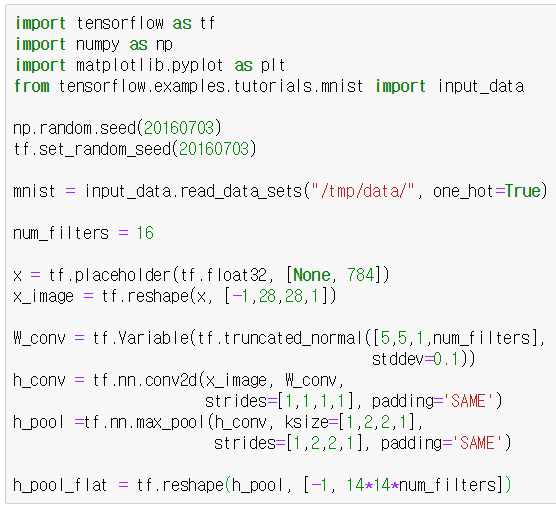 import tensorflow as tf
import numpy as np
import matplotlib.pyplot as plt
from tensorflow.examples.tutorials.mnist import input_data

np.random.seed(20160703)
tf.set_random_seed(20160703)

mnist = input_data.read_data_sets("/tmp/data/", one_hot=True)

num_filters = 16

x = tf.placeholder(tf.float32, [None, 784])
x_image = tf.reshape(x, [-1,28,28,1])

W_conv = tf.Variable(tf.truncated_normal([5,5,1,num_filters],
                                         stddev=0.1))
h_conv = tf.nn.conv2d(x_image, W_conv,
                      strides=[1,1,1,1], padding='SAME')
h_pool =tf.nn.max_pool(h_conv, ksize=[1,2,2,1],
                       strides=[1,2,2,1], padding='SAME')

h_pool_flat = tf.reshape(h_pool, [-1, 14*14*num_filters])